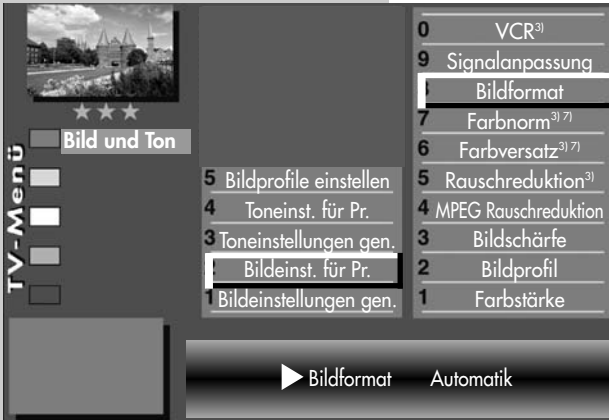 TV-Menü
Bild und Ton
5 Bildprofile einstellen
4 Toneinst. für Pr.
3 Toneinstellungen gen.
2 Bildeinst. für Pr.
1 Bildeinstellungen gen.
0 VCR3)
9 Signalanpassung
8 Bildformat
7 Farbnorm3) 7)
6 Farbversatz3) 7)
5 Rauschreduktion3)
4 MPEG Rauschreduktion
3 Bildschärfe
2 Bildprofil
1 Farbstärke
Bildformat Automatik